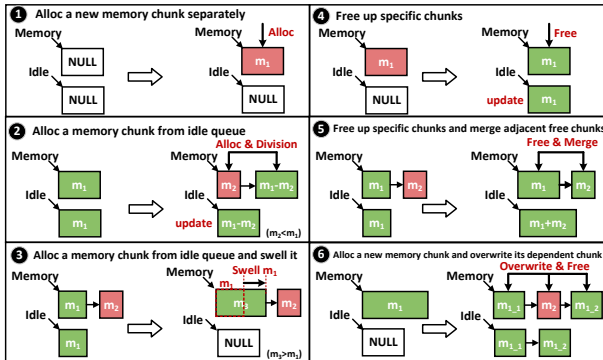 1 Alloc a new memory chunk separately
Memory
NULL
Idle
NULL
Alloc
Memory
m1
Idle
NULL
4 Free up specific chunks
Memory
m1
Idle
NULL
Free
Memory
m1
Idle
update
m1
2 Alloc a memory chunk from idle queue
Memory
m1
Idle
m1
Alloc & Division
Memory
m2
m1-m2
Idle
update
m1-m2
(m2<m1)
5 Free up specific chunks and merge adjacent free chunks
Memory
m1
m2
Idle
m1
Free & Merge
Memory
m1
m2
Idle
m1+m2
3 Alloc a memory chunk from idle queue and swell it
Memory
m1
m2
Idle
m1
Memory
Swell m1
m1
m3
m2
Idle
NULL
(m3>m1)
6 Alloc a new memory chunk and overwrite its dependent chunk
Memory
m1
Idle
NULL
Overwrite & Free
Memory
m1_1
m2
m1_2
Idle
m1_1
m1_2